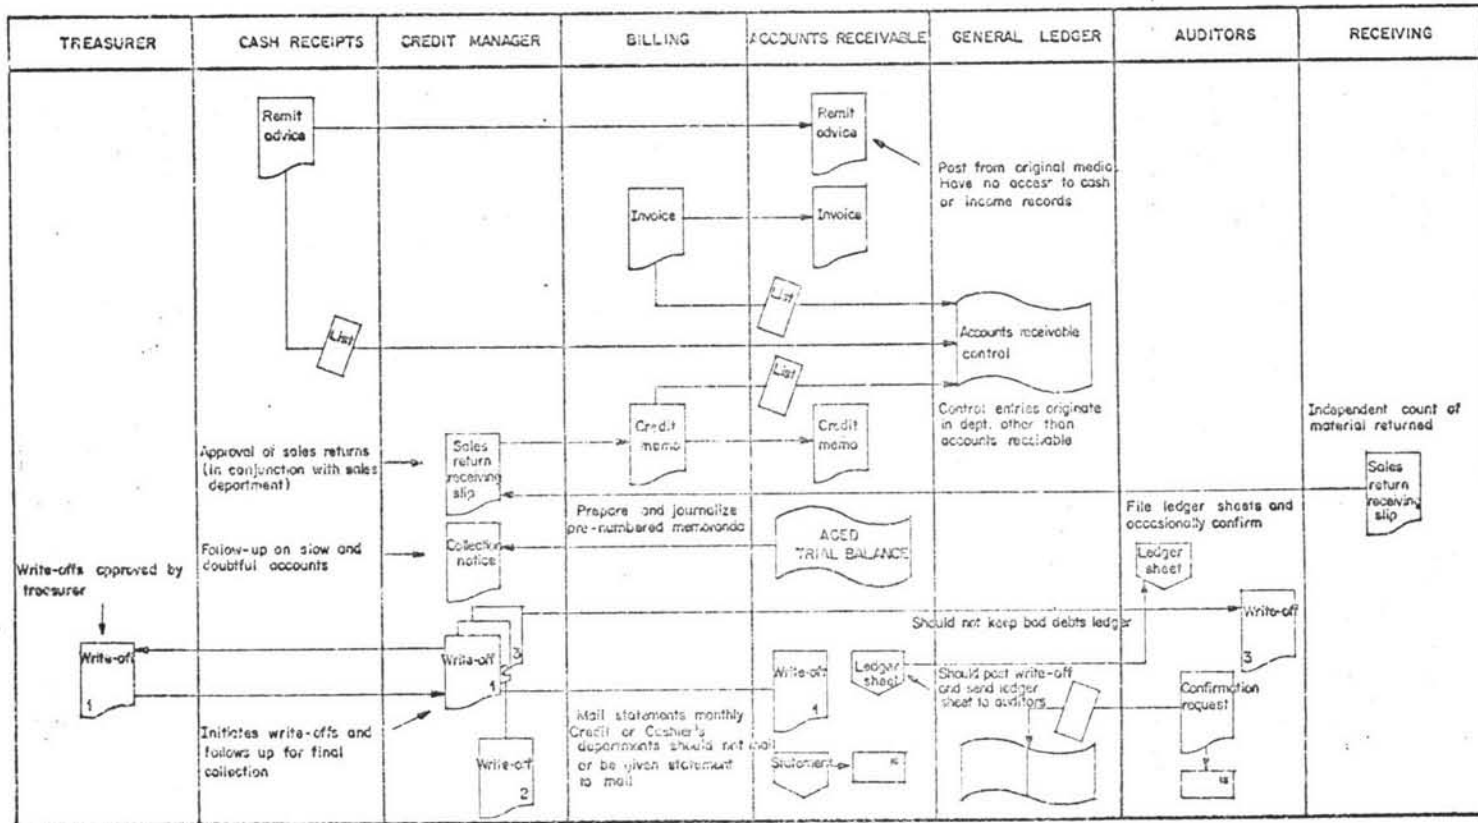 TREASURER
CASH RECEIPTS
CREDIT MANAGER
BILLING
ACCOUNTS RECEIVABLE
GENERAL LEDGER
AUDITORS
RECEIVING
Remit
advice
Remit
advice
Post from original media
Have no access to cash
or income records
Invoice
Invoice
List
List
Accounts receivable
control
List
Control entries originate
in dept. other than
accounts receivable
Independent count of
material returned
Credit
memo
Credit
memo
Approval of sales returns
(in conjunction with sales
department)
Sales
return
receiving
slip
Sales
return
receiving
slip
Prepare and journalize
pre-numbered memoranda
File ledger sheets and
occasionally confirm
AGED
TRIAL BALANCE
Follow-up on slow and
doubtful accounts
Collection
notice
Ledger
sheet
Write-offs approved by
treasurer
Should not keep bad debts ledger
Write-off
3
Write-off
1
3
2
Write-off
1
Write-off
1
Ledger
sheet
Should post write-off
and send ledger
sheet to auditors
Confirmation
request
Initiates write-offs and
follows up for final
collection
Mail statements monthly
Credit or Cashier's
departments should not mail
or be given statement
to mail
Write-off
2
Statement